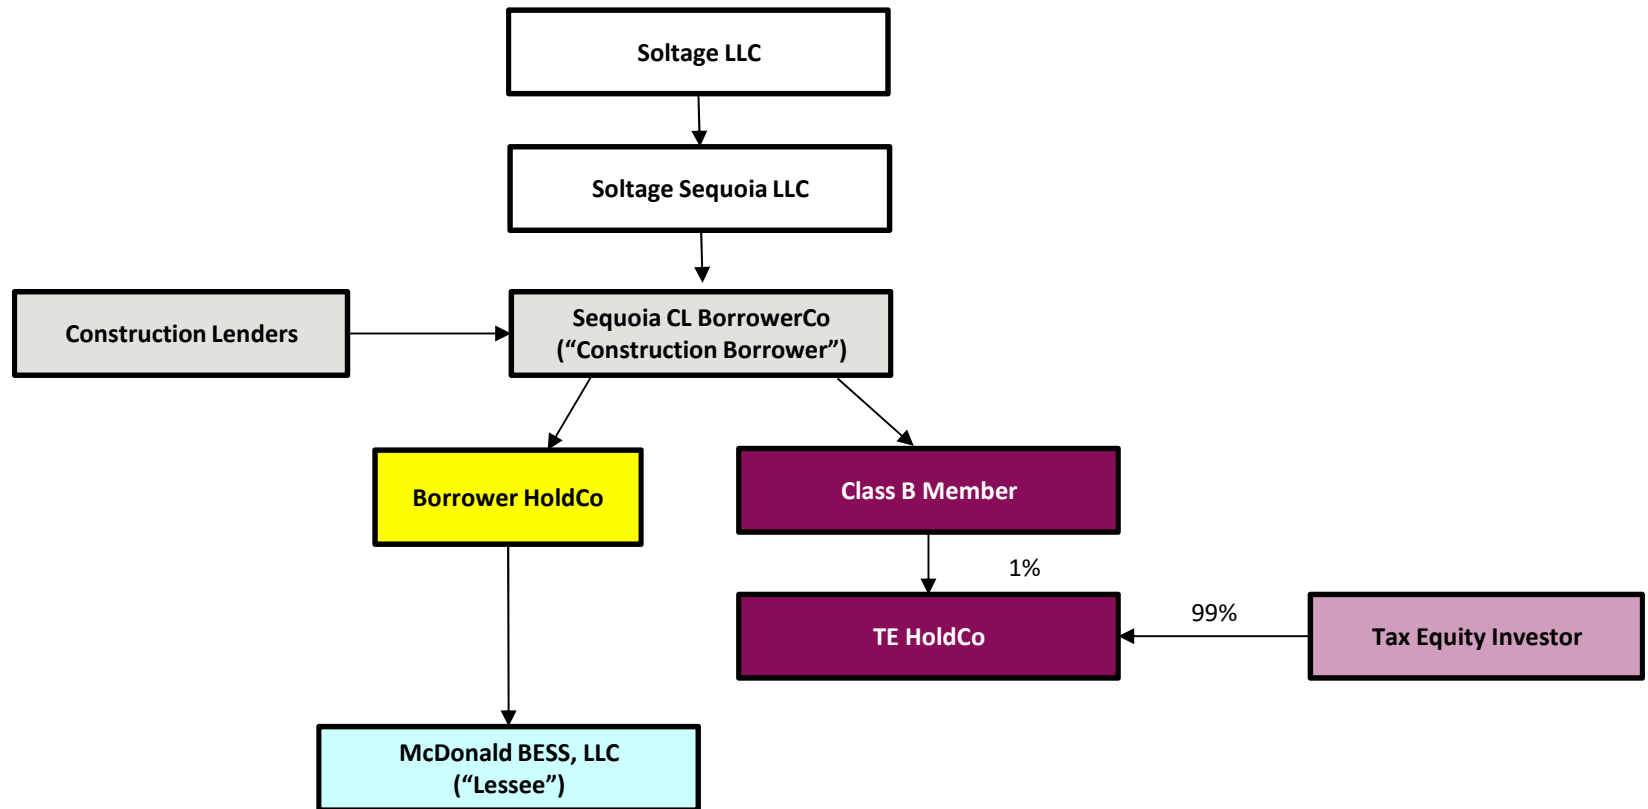 Soltage LLC
Soltage Sequoia LLC
Construction Lenders
Sequoia CL BorrowerCo
(“Construction Borrower”)
Borrower HoldCo
Class B Member
1%
TE HoldCo
99%
Tax Equity Investor
McDonald BESS, LLC
(“Lessee”)